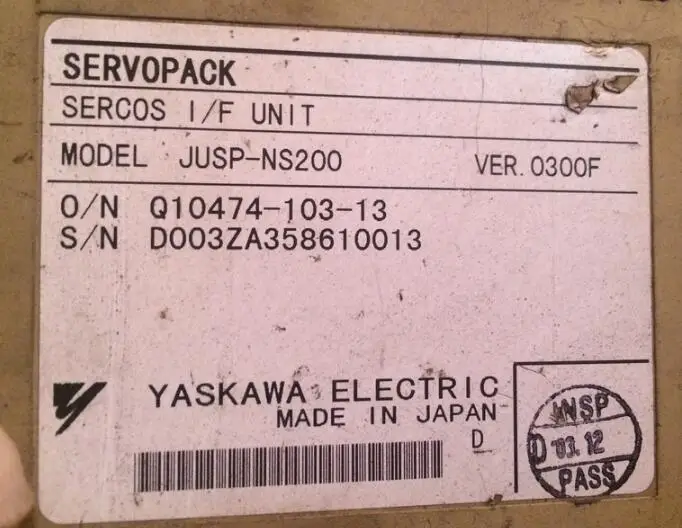 SERVOPACK
SERCOS I/F UNIT
MODEL JUSP-NS200 VER. 0300F
O/N Q10474-103-13
S/N D003ZA358610013
YASKAWA ELECTRIC
MADE IN JAPAN
D
INSP
D '03.12
PASS